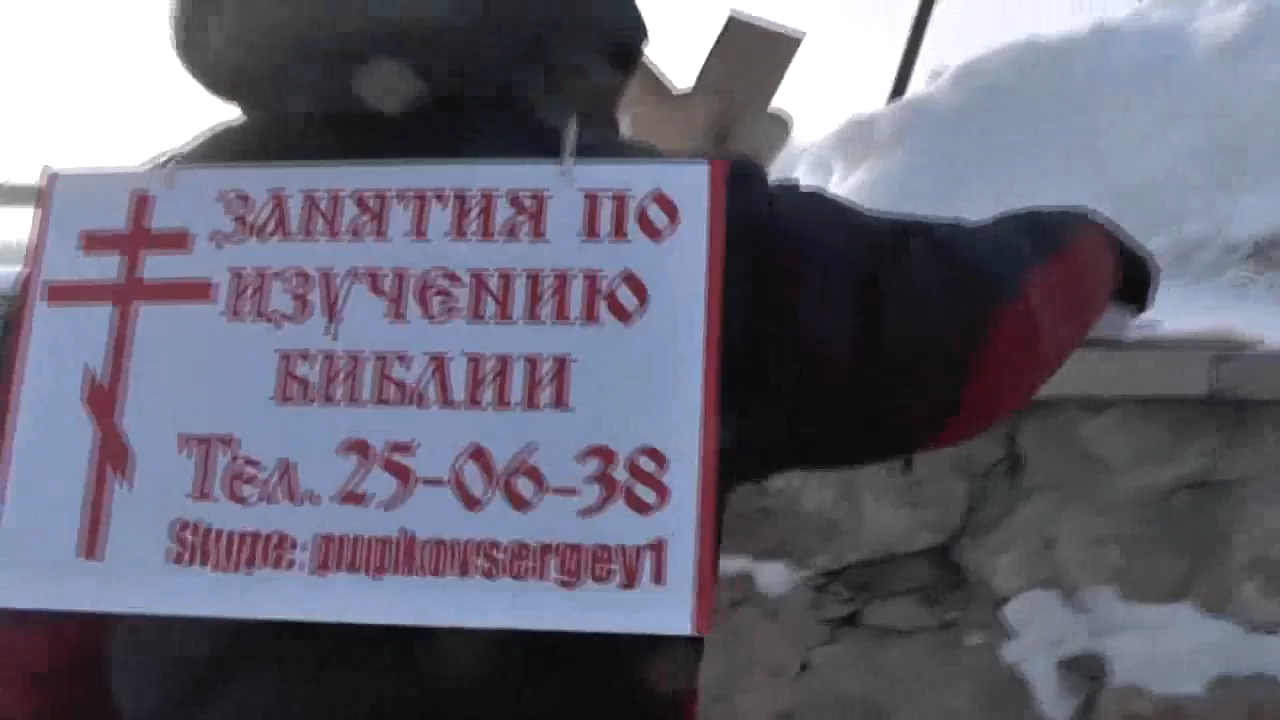 ЗАНЯТИЯ ПО
ИЗУЧЕНИЮ
БИБЛИИ
Тел. 25-06-38
Skype: pupkovsergey1